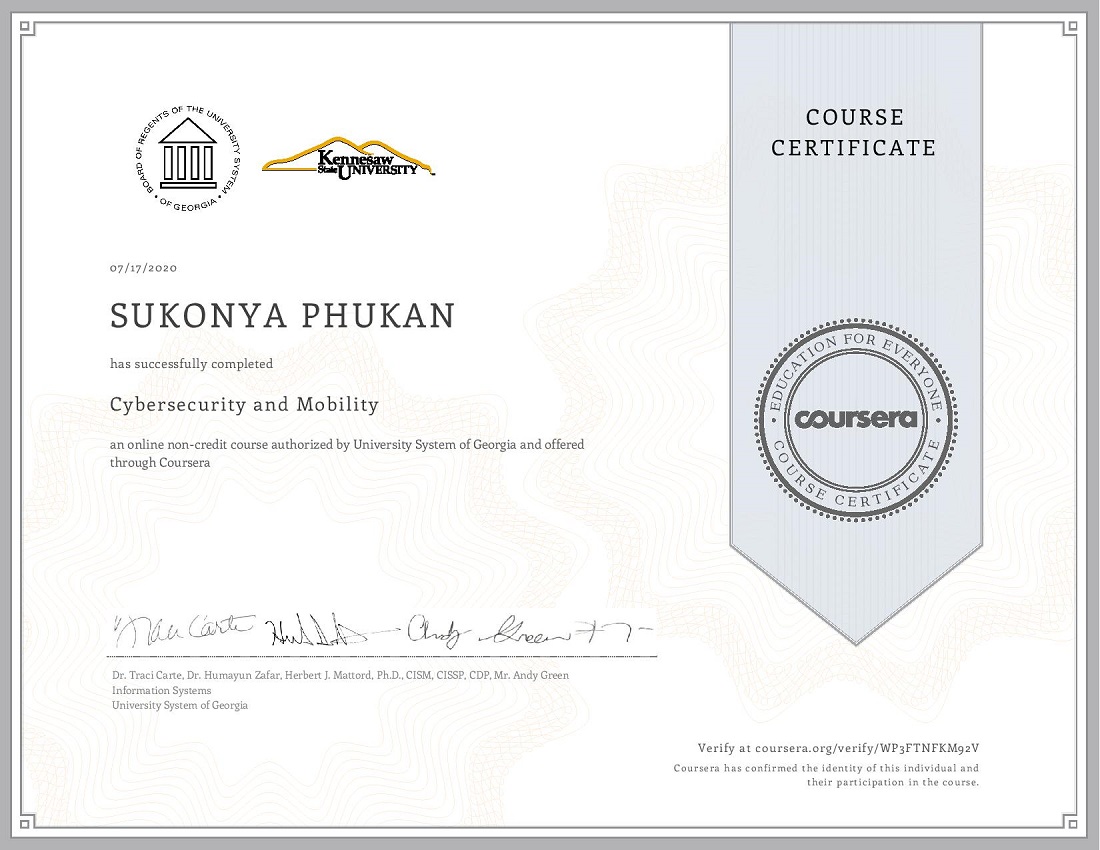 BOARD OF REGENTS OF THE UNIVERSITY SYSTEM • OF GEORGIA •
Kennesaw
State UNIVERSITY
COURSE
CERTIFICATE
07/17/2020
SUKONYA PHUKAN
has successfully completed
Cybersecurity and Mobility
an online non-credit course authorized by University System of Georgia and offered
through Coursera
EDUCATION FOR EVERYONE
coursera
COURSE CERTIFICATE
Traci Carte
Andy Green
Dr. Traci Carte, Dr. Humayun Zafar, Herbert J. Mattord, Ph.D., CISM, CISSP, CDP, Mr. Andy Green
Information Systems
University System of Georgia
Verify at coursera.org/verify/WP3FTNFKM92V
Coursera has confirmed the identity of this individual and
their participation in the course.